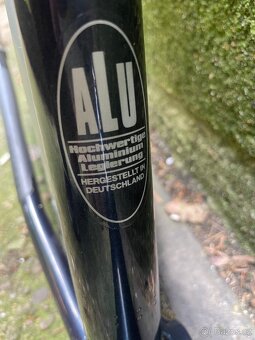 ALU
Hochwertige
Aluminium
Legierung
HERGESTELLT IN
DEUTSCHLAND